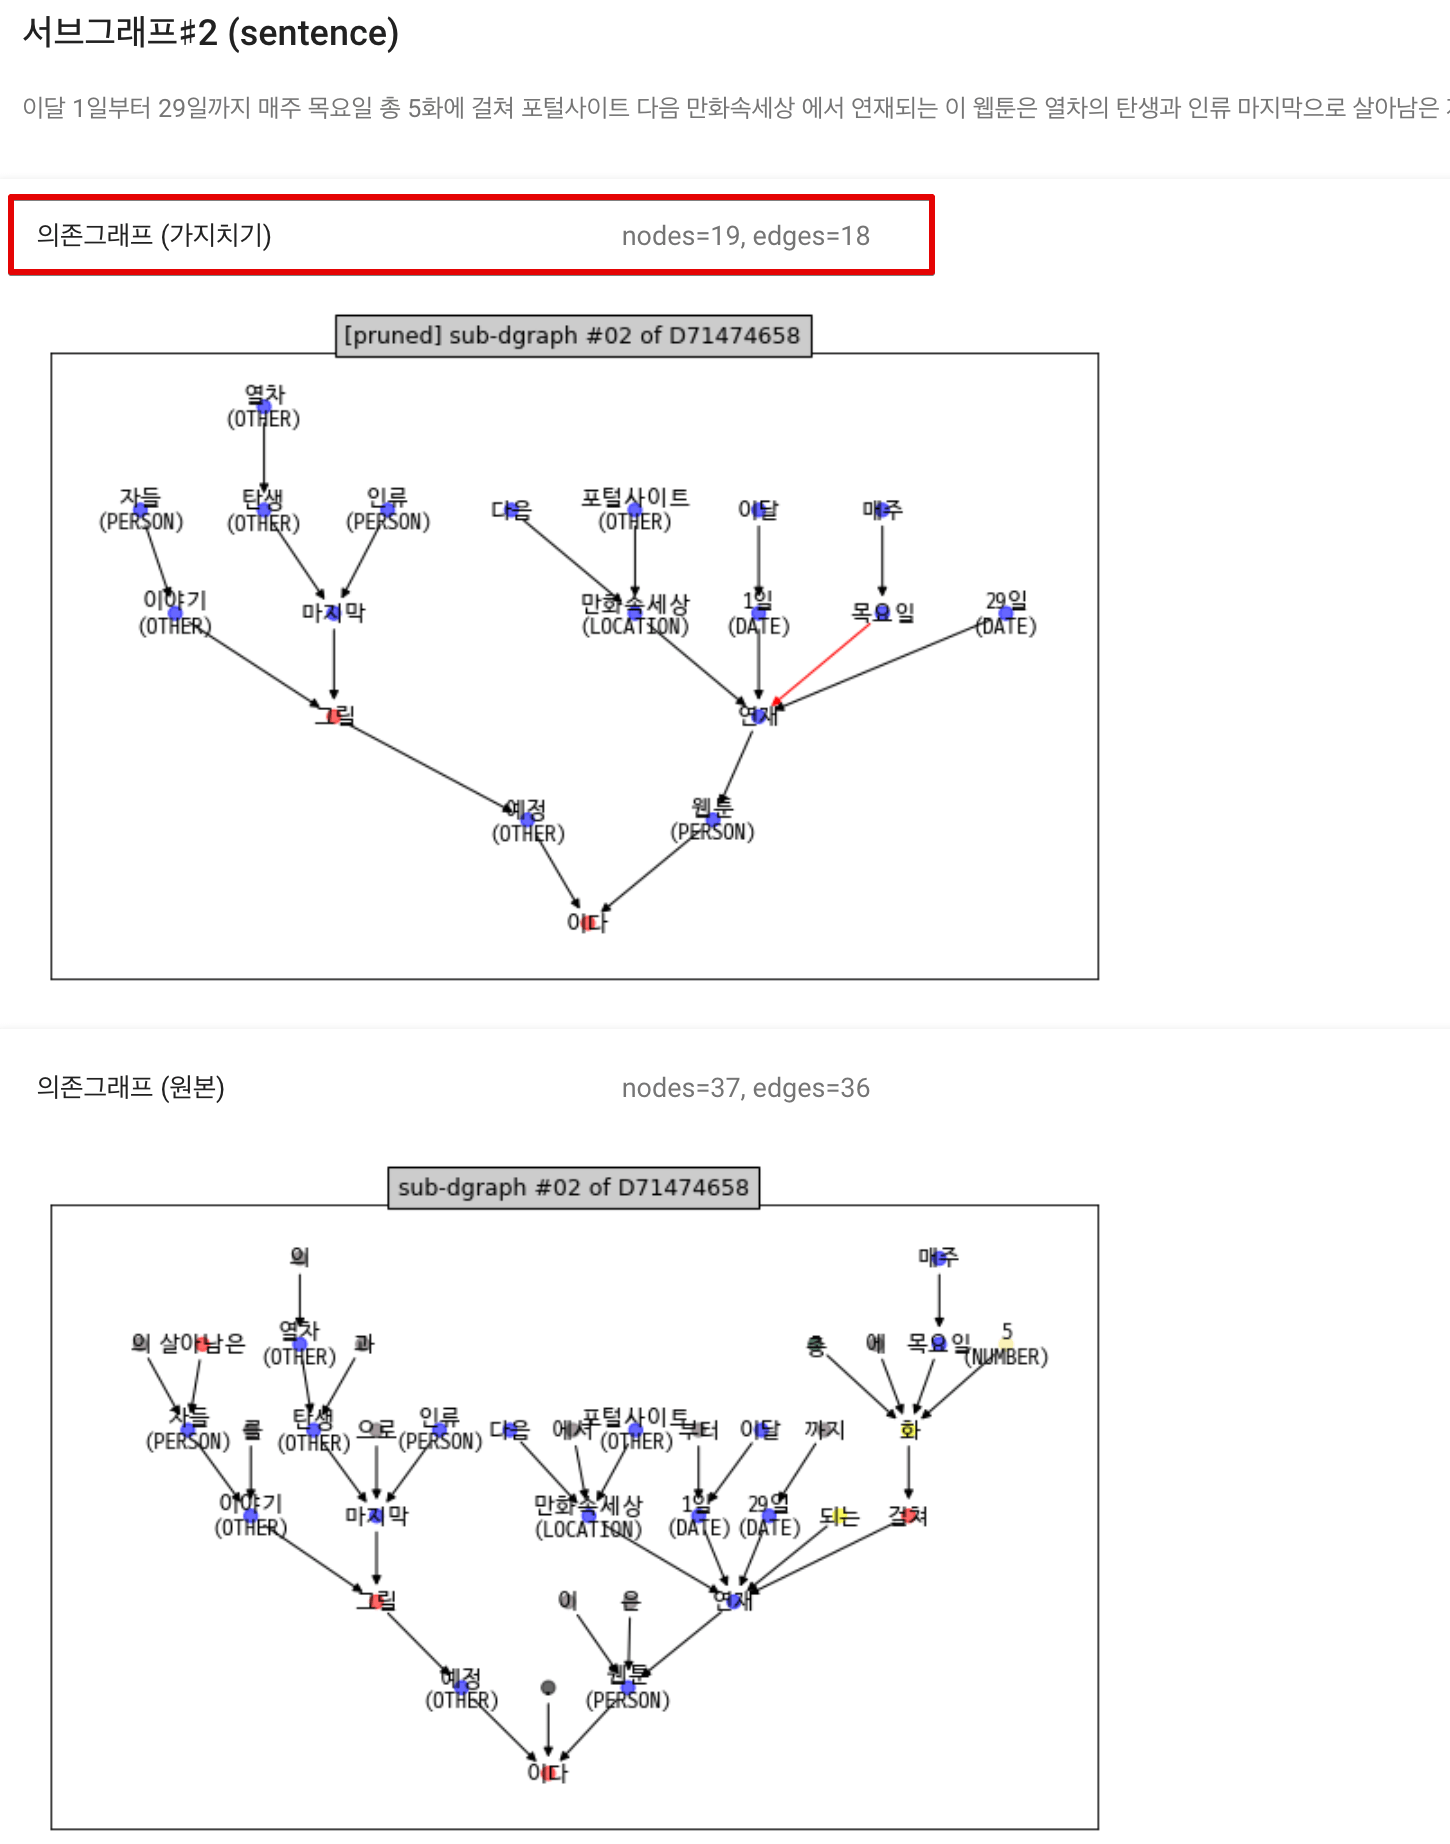 서브그래프#2 (sentence)
이달 1일부터 29일까지 매주 목요일 총 5화에 걸쳐 포털사이트 다음 만화속세상 에서 연재되는 이 웹툰은 열차의 탄생과 인류 마지막으로 살아남은
의존그래프 (가지치기) nodes=19, edges=18
[pruned] sub-dgraph #02 of D71474658
열차
(OTHER)
자들 탄생 인류 다음 포털사이트 이달 매주
(PERSON) (OTHER) (PERSON) (OTHER)
이야기 마지막 만화속세상 1일 목요일 29일
(OTHER) (LOCATION) (DATE) (DATE)
그림 연재
예정 웹툰
(OTHER) (PERSON)
이다
의존그래프 (원본) nodes=37, edges=36
sub-dgraph #02 of D71474658
의 매주
의 살아남은 열차 과 총 에 목요일 5
(OTHER) (NUMBER)
자들 를 탄생 으로 인류 다음 에서 포털사이트 부터 이달 까지 화
(PERSON) (OTHER) (PERSON) (OTHER)
이야기 마지막 만화속세상 1일 29일 되는 걸쳐
(OTHER) (LOCATION) (DATE) (DATE)
그림 이 은 연재
예정 웹툰
(OTHER) (PERSON)
이다